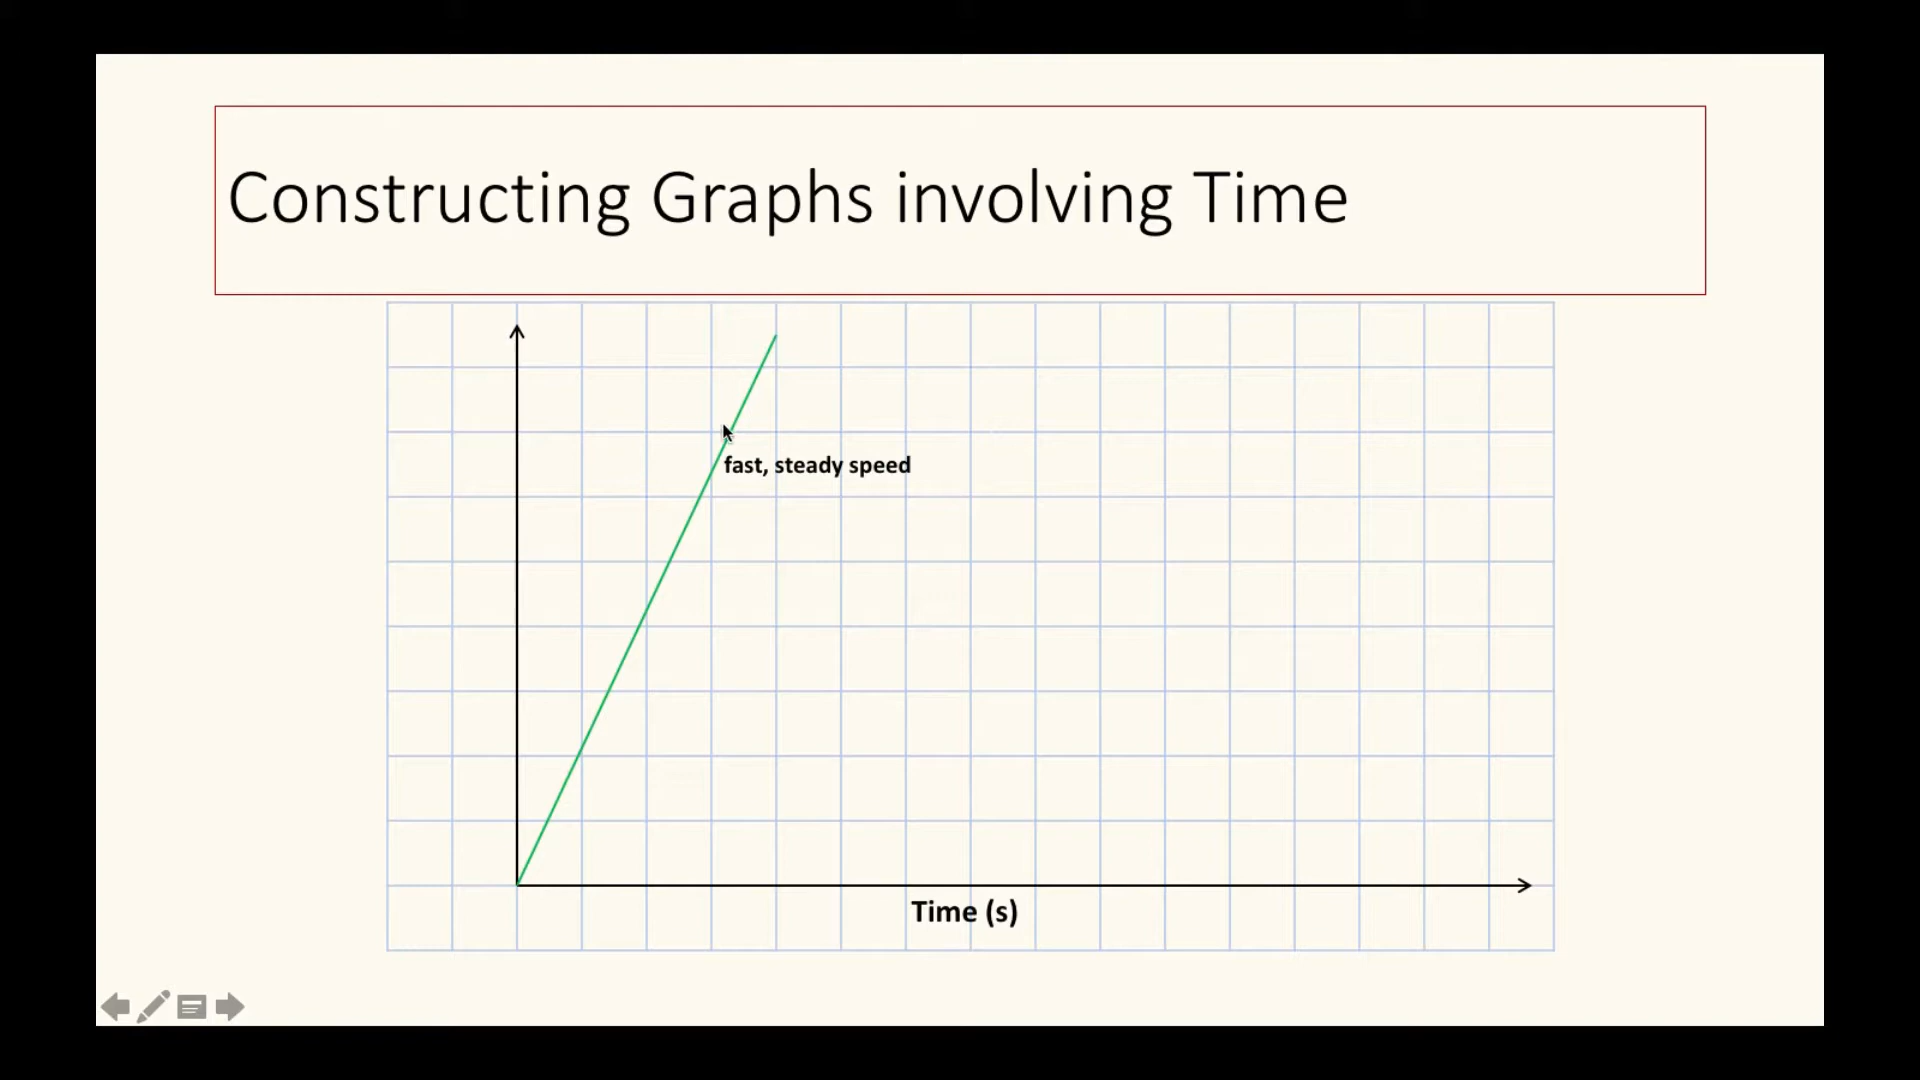 Constructing Graphs involving Time
fast, steady speed
Time (s)